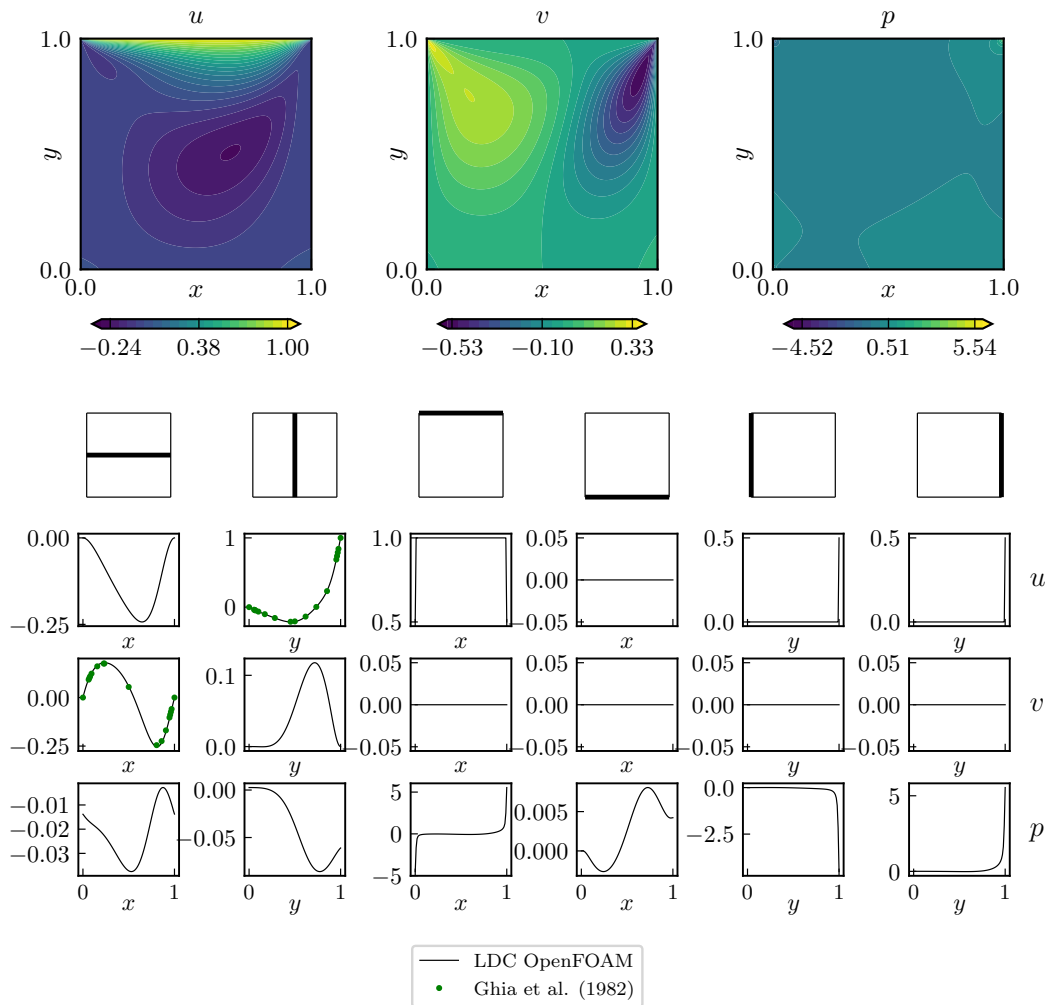 u
v
p
1.0
y
0.0
0.0
x
1.0
1.0
y
0.0
0.0
x
1.0
1.0
y
0.0
0.0
x
1.0
−0.24
0.38
1.00
−0.53
−0.10
0.33
−4.52
0.51
5.54
0.00
−0.25
x
1
0
y
1.0
0.5
x
0.05
0.00
−0.05
x
0.5
0.0
y
0.5
0.0
y
u
0.00
−0.25
x
0.1
0.0
y
0.05
0.00
−0.05
x
0.05
0.00
−0.05
x
0.05
0.00
−0.05
y
0.05
0.00
−0.05
y
v
−0.01
−0.02
−0.03
0
x
1
0.00
−0.05
0
y
1
5
0
−5
0
x
1
0.005
0.000
0
x
1
0.0
−2.5
0
y
1
5
0
0
y
1
p
LDC OpenFOAM
Ghia et al. (1982)